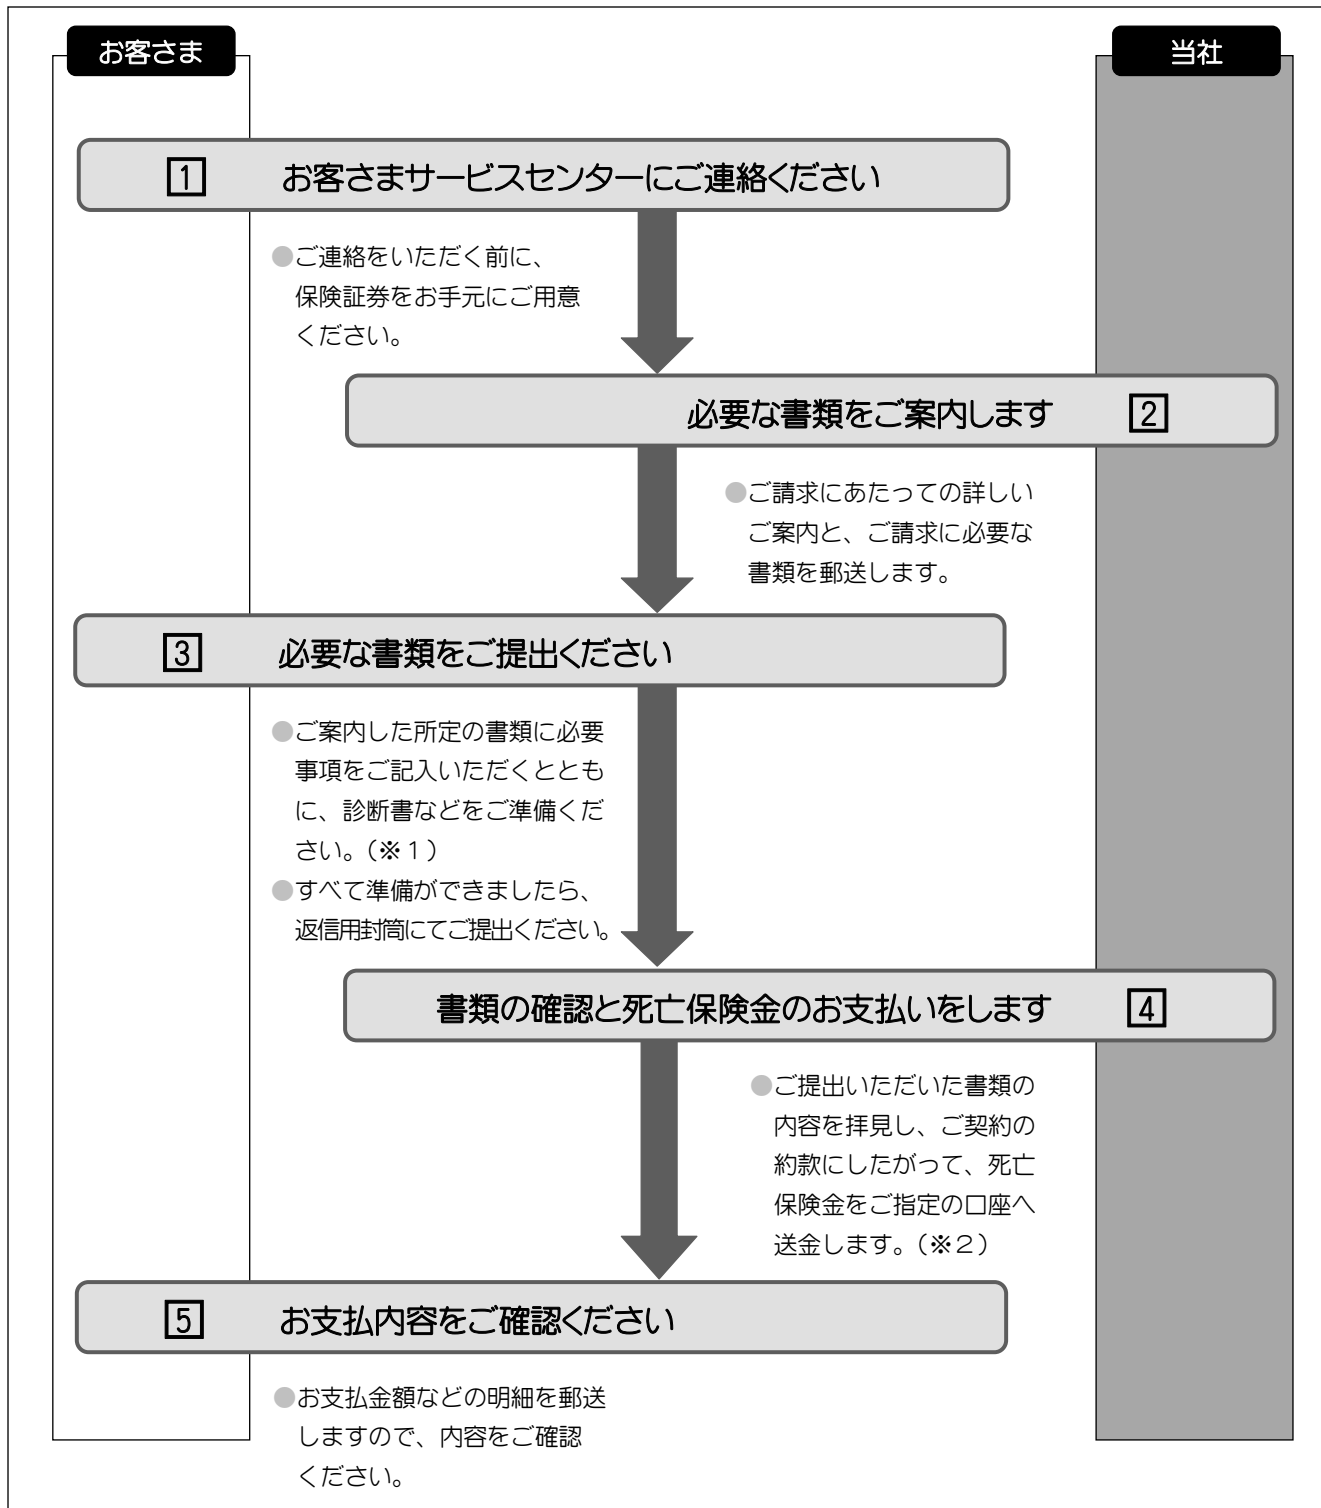 お客さま
当社
1 お客さまサービスセンターにご連絡ください
●ご連絡をいただく前に、
保険証券をお手元にご用意
ください。
必要な書類をご案内します 2
●ご請求にあたっての詳しい
ご案内と、ご請求に必要な
書類を郵送します。
3 必要な書類をご提出ください
●ご案内した所定の書類に必要
事項をご記入いただくととも
に、診断書などをご準備くだ
さい。(※1)
●すべて準備ができましたら、
返信用封筒にてご提出ください。
書類の確認と死亡保険金のお支払いをします 4
●ご提出いただいた書類の
内容を拝見し、ご契約の
約款にしたがって、死亡
保険金をご指定の口座へ
送金します。(※2)
5 お支払内容をご確認ください
●お支払金額などの明細を郵送
しますので、内容をご確認
ください。